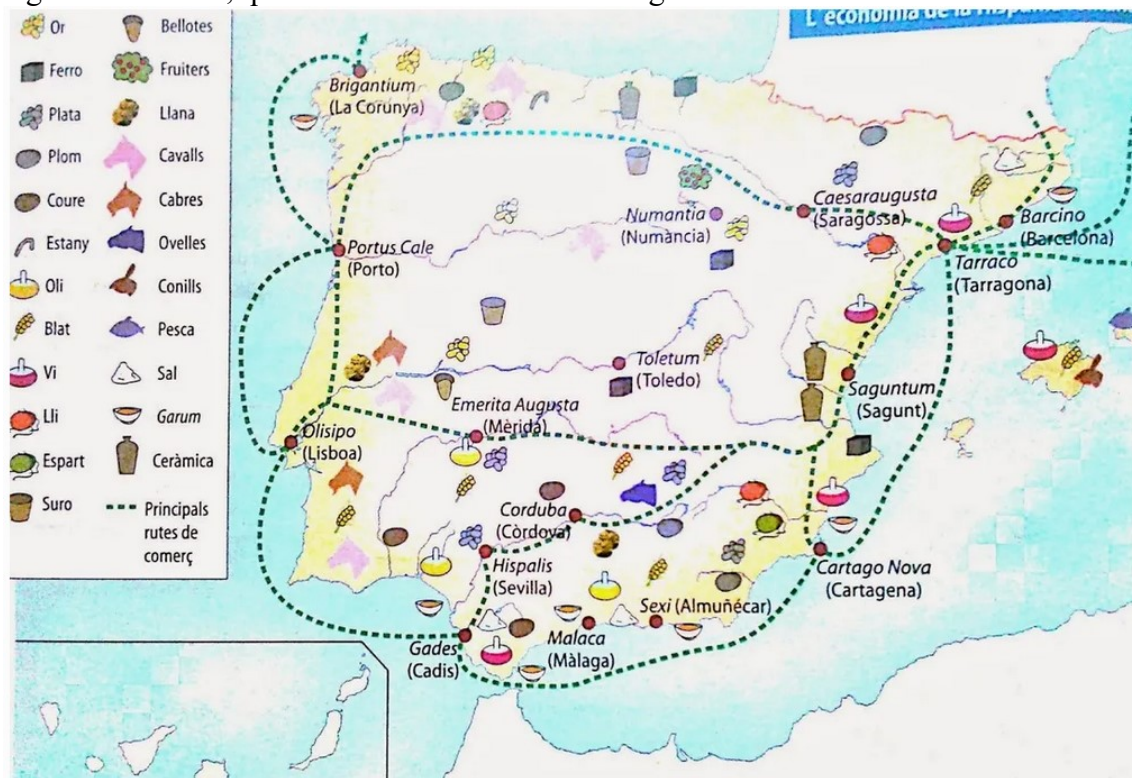 L'economia de la Hispània romana
Or
Ferro
Plata
Plom
Coure
Estany
Oli
Blat
Vi
Lli
Espart
Suro
Bellotes
Fruiters
Llana
Cavalls
Cabres
Ovelles
Conills
Pesca
Sal
Garum
Ceràmica
Principals
rutes de
comerç
Brigantium
(La Corunya)
Portus Cale
(Porto)
Numantia
(Numància)
Caesaraugusta
(Saragossa)
Barcino
(Barcelona)
Tarraco
(Tarragona)
Toletum
(Toledo)
Saguntum
(Sagunt)
Emerita Augusta
(Mèrida)
Olisipo
(Lisboa)
Corduba
(Còrdova)
Hispalis
(Sevilla)
Cartago Nova
(Cartagena)
Sexi (Almuñécar)
Malaca
(Màlaga)
Gades
(Cadis)